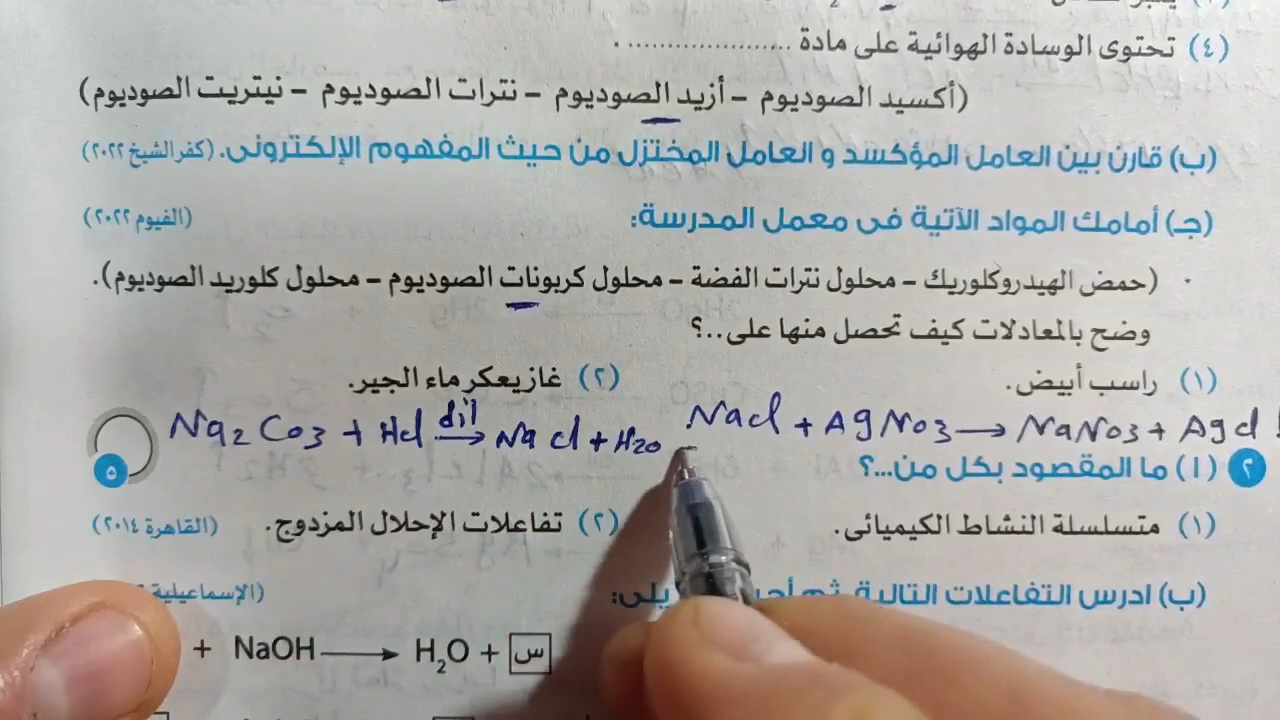 (٤) تحتوى الوسادة الهوائية على مادة .....................
(أكسيد الصوديوم – أزيد الصوديوم – نترات الصوديوم – نيتريت الصوديوم)
(ب) قارن بين العامل المؤكسد و العامل المختزل من حيث المفهوم الإلكترونى. (كفر الشيخ ٢٠٢٢)
(جـ) أمامك المواد الآتية فى معمل المدرسة: (الفيوم ٢٠٢٢)
(حمض الهيدروكلوريك – محلول نترات الفضة – محلول كربونات الصوديوم – محلول كلوريد الصوديوم).
وضح بالمعادلات كيف تحصل منها على..؟
(١) راسب أبيض. (٢) غاز يعكر ماء الجير.
NaCl + AgNO3 → NaNO3 + AgCl
Na2CO3 + HCl dil→ NaCl + H2O
٥
٢ (أ) ما المقصود بكل من...؟
(١) متسلسلة النشاط الكيميائى. (٢) تفاعلات الإحلال المزدوج. (القاهرة ٢٠١٤)
(ب) ادرس التفاعلات التالية يلى: (الإسماعيلية
+ NaOH ⟶ H2O + س